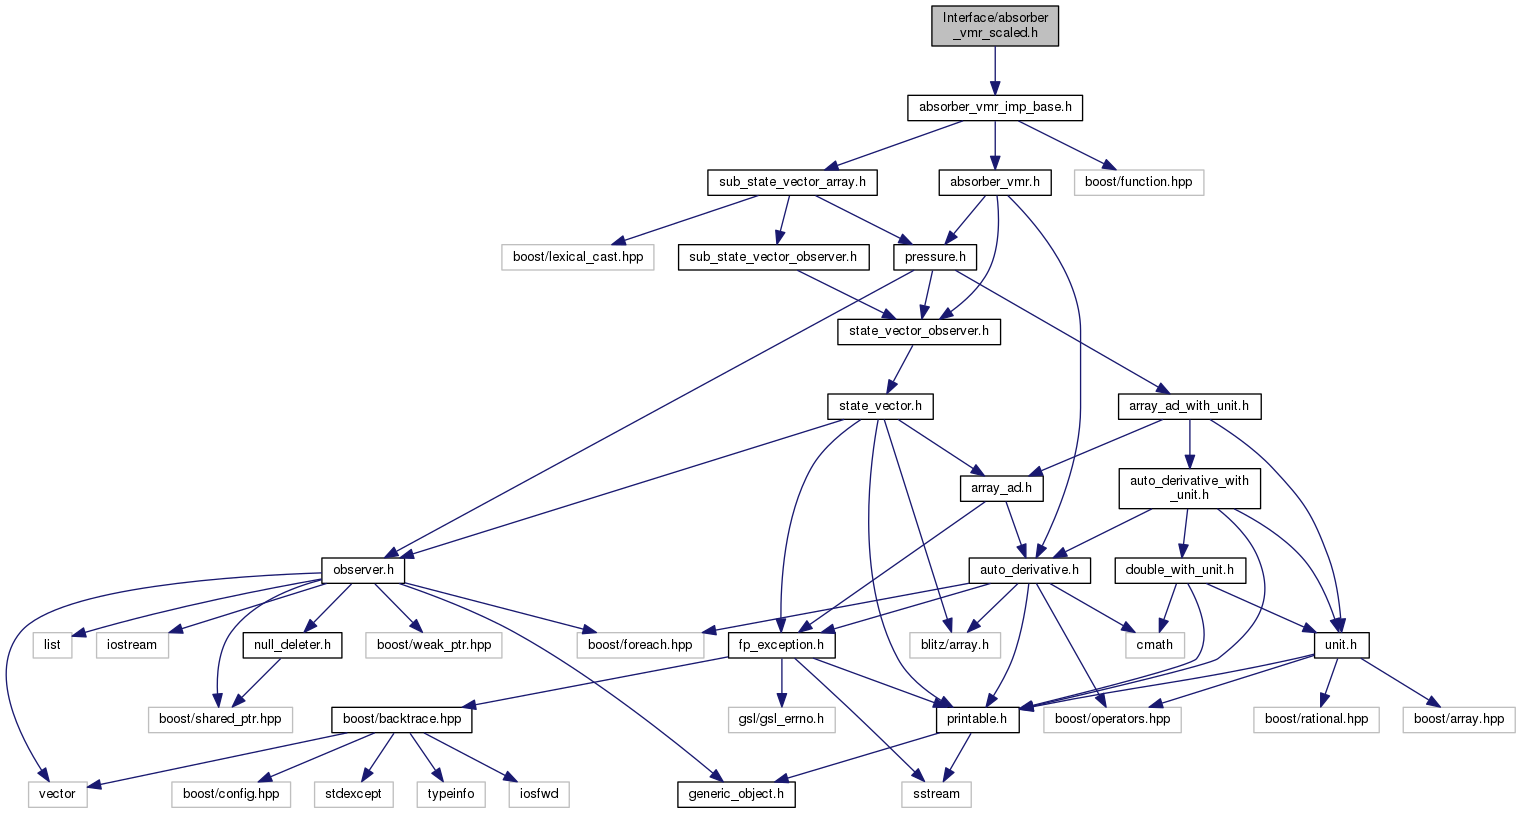 Interface/absorber
_vmr_scaled.h
absorber_vmr_imp_base.h
sub_state_vector_array.h
absorber_vmr.h
boost/function.hpp
boost/lexical_cast.hpp
sub_state_vector_observer.h
pressure.h
state_vector_observer.h
state_vector.h
array_ad_with_unit.h
array_ad.h
auto_derivative_with
_unit.h
observer.h
auto_derivative.h
double_with_unit.h
list
iostream
null_deleter.h
boost/weak_ptr.hpp
boost/foreach.hpp
fp_exception.h
blitz/array.h
cmath
unit.h
boost/shared_ptr.hpp
boost/backtrace.hpp
gsl/gsl_errno.h
printable.h
boost/operators.hpp
boost/rational.hpp
boost/array.hpp
vector
boost/config.hpp
stdexcept
typeinfo
iosfwd
generic_object.h
sstream